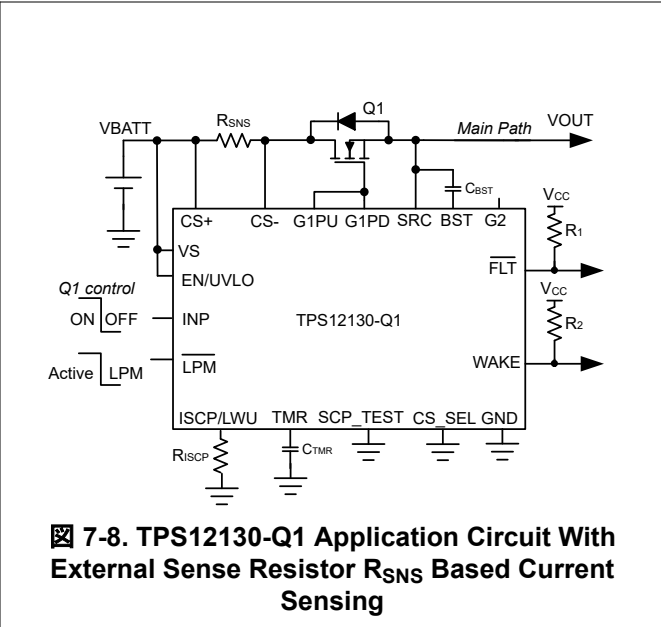 Q1
VBATT RSNS Main Path VOUT
CBST
VCC
CS+ CS- G1PU G1PD SRC BST G2
R1
VS
FLT
EN/UVLO
VCC
Q1 control
ON OFF INP TPS12130-Q1 R2
LPM WAKE
Active LPM
ISCP/LWU TMR SCP_TEST CS_SEL GND
RISCP CTMR
図 7-8. TPS12130-Q1 Application Circuit With
External Sense Resistor RSNS Based Current
Sensing